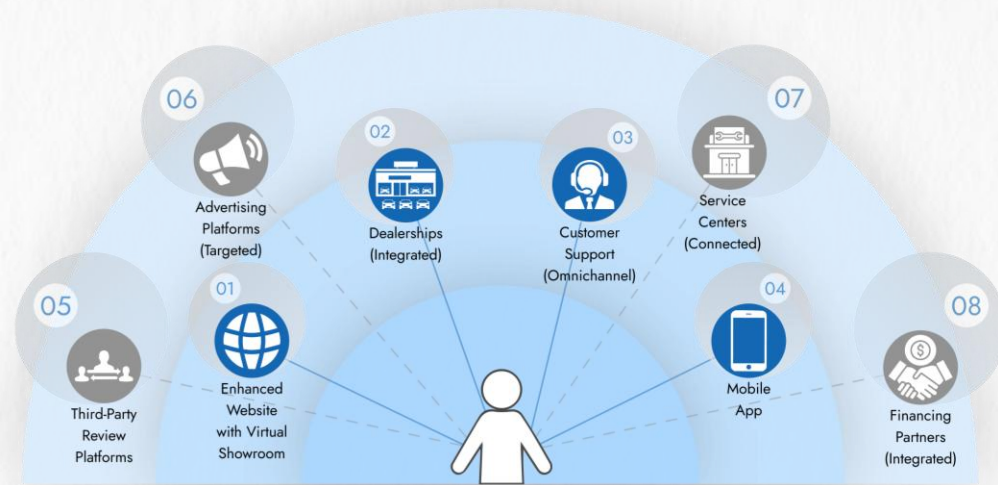 06
Advertising
Platforms
(Targeted)
02
Dealerships
(Integrated)
03
Customer
Support
(Omnichannel)
07
Service
Centers
(Connected)
05
Third-Party
Review
Platforms
01
Enhanced
Website
with Virtual
Showroom
04
Mobile
App
08
$
Financing
Partners
(Integrated)